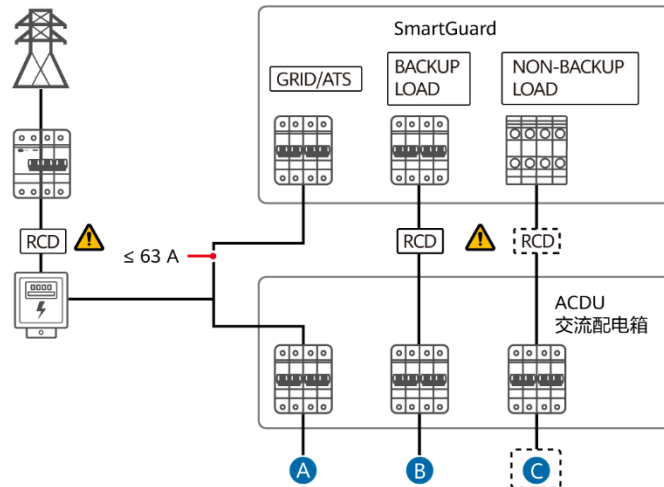 SmartGuard
GRID/ATS
BACKUP
LOAD
NON-BACKUP
LOAD
RCD
≤ 63 A
RCD
RCD
ACDU
交流配电箱
A
B
C